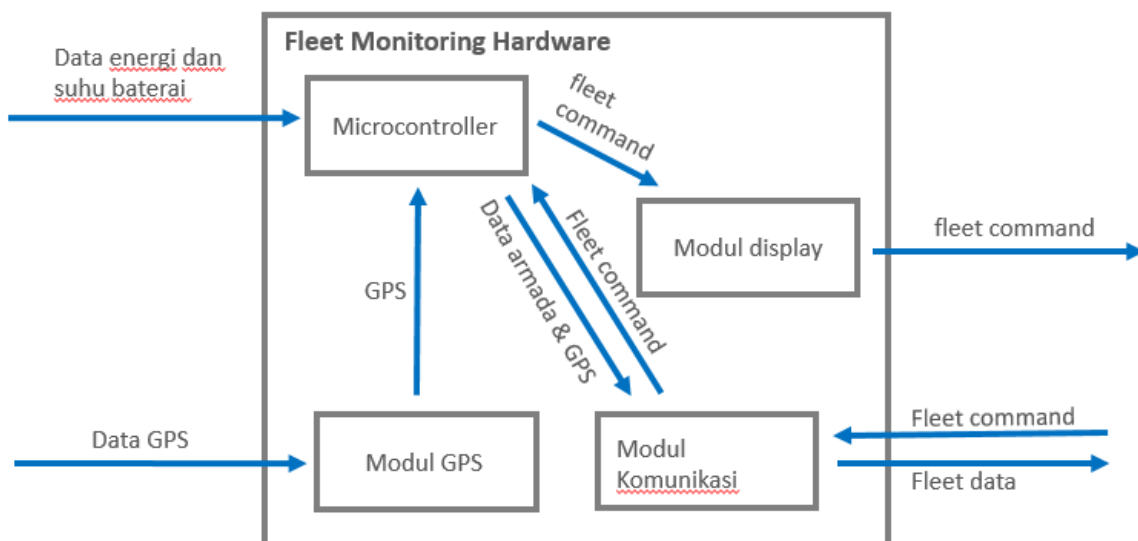 Fleet Monitoring Hardware
Data energi dan
suhu baterai
Microcontroller
fleet
command
Modul display
fleet command
GPS
Data armada & GPS
Fleet command
Data GPS
Modul GPS
Modul
Komunikasi
Fleet command
Fleet data